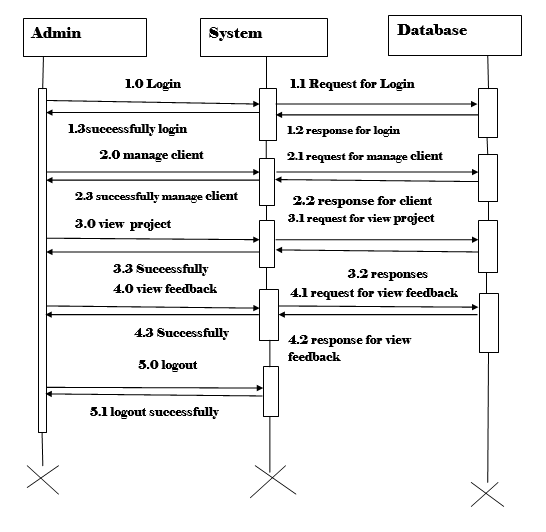 Admin
System
Database
1.0 Login
1.1 Request for Login
1.3successfully login
1.2 response for login
2.0 manage client
2.1 request for manage client
2.3 successfully manage client
2.2 response for client
3.0 view  project
3.1 request for view project
3.3 Successfully
3.2 responses
4.0 view feedback
4.1 request for view feedback
4.3 Successfully
4.2 response for view
feedback
5.0 logout
5.1 logout successfully